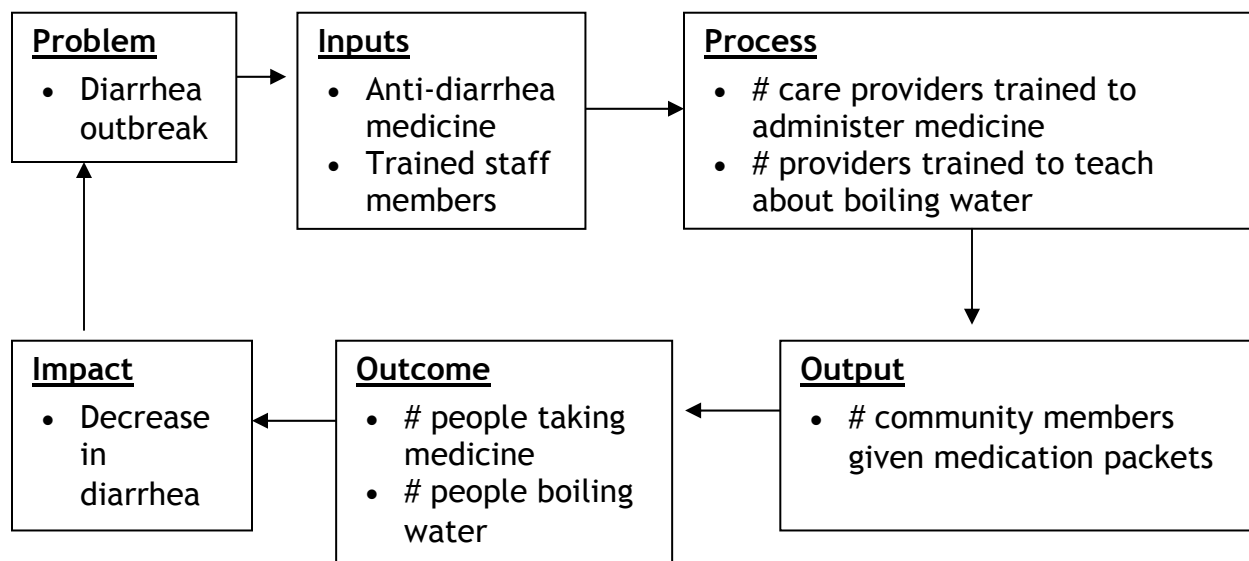 Problem
• Diarrhea
outbreak
Inputs
• Anti-diarrhea
medicine
• Trained staff
members
Process
• # care providers trained to
administer medicine
• # providers trained to teach
about boiling water
Output
• # community members
given medication packets
Outcome
• # people taking
medicine
• # people boiling
water
Impact
• Decrease
in
diarrhea